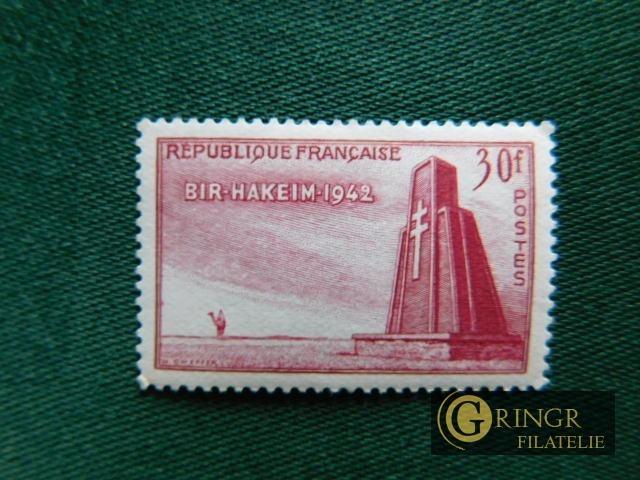 RÉPUBLIQUE FRANÇAISE
30f
BIR-HAKEIM-1942
POSTES
GRINGR
FILATELIE